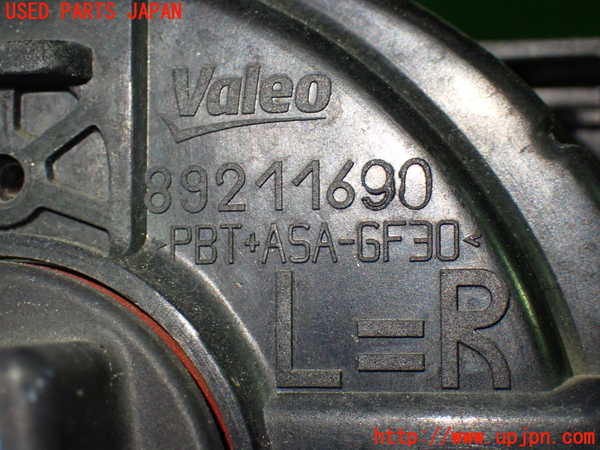 USED PARTS JAPAN
Valeo
89211690
>PBT+ASA-GF30<
L=R
http://www.upjpn.com